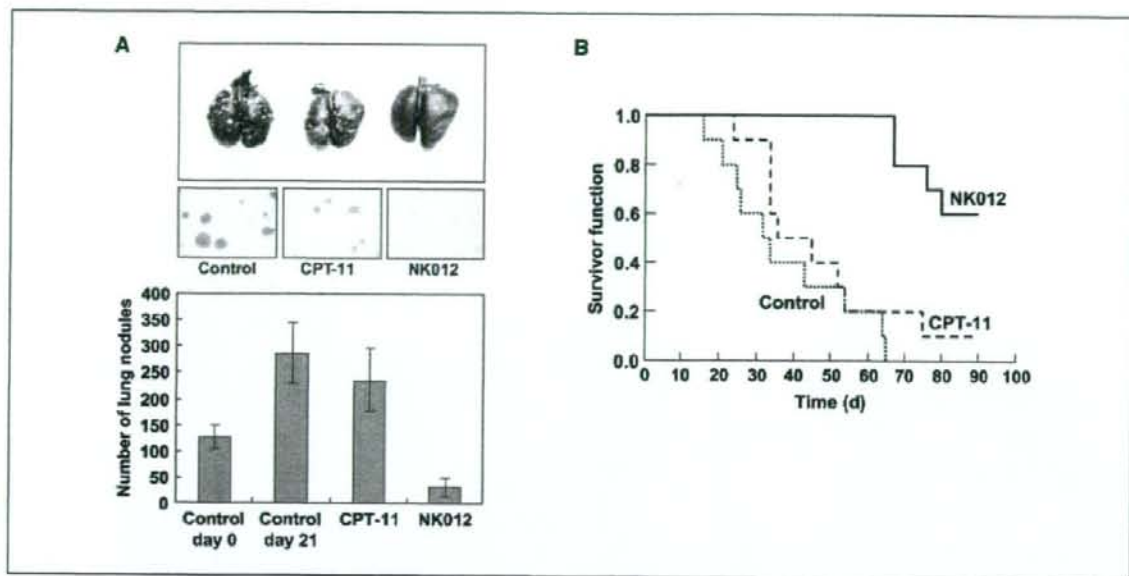 A
Control CPT-11 NK012
Number of lung nodules
400
350
300
250
200
150
100
50
0
Control day 0
Control day 21
CPT-11
NK012
B
Survivor function
1.0
0.8
0.6
0.4
0.2
0.0
NK012
Control
CPT-11
0 10 20 30 40 50 60 70 80 90 100
Time (d)